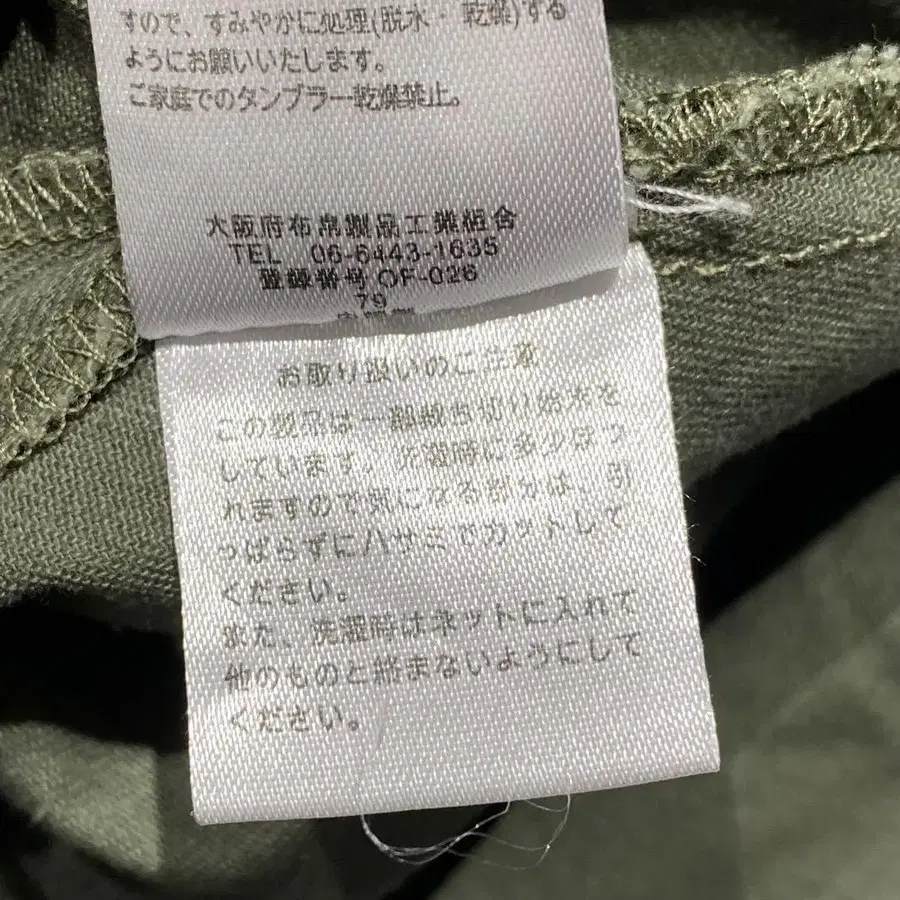 すので、すみやかに処理(脱水・乾燥)する
ようにお願いいたします。
ご家庭でのタンブラー乾燥禁止。
大阪府布帛製品工業組合
TEL 06-6443-1635
登録番号 OF-026
79
お取り扱いのご注意
この製品は一部裁ち切り始末を
しています。洗濯時に多少ほつ
れますので気になる部分は、引
っぱらずにハサミでカットして
ください。
また、洗濯時はネットに入れて
他のものと絡まないようにして
ください。